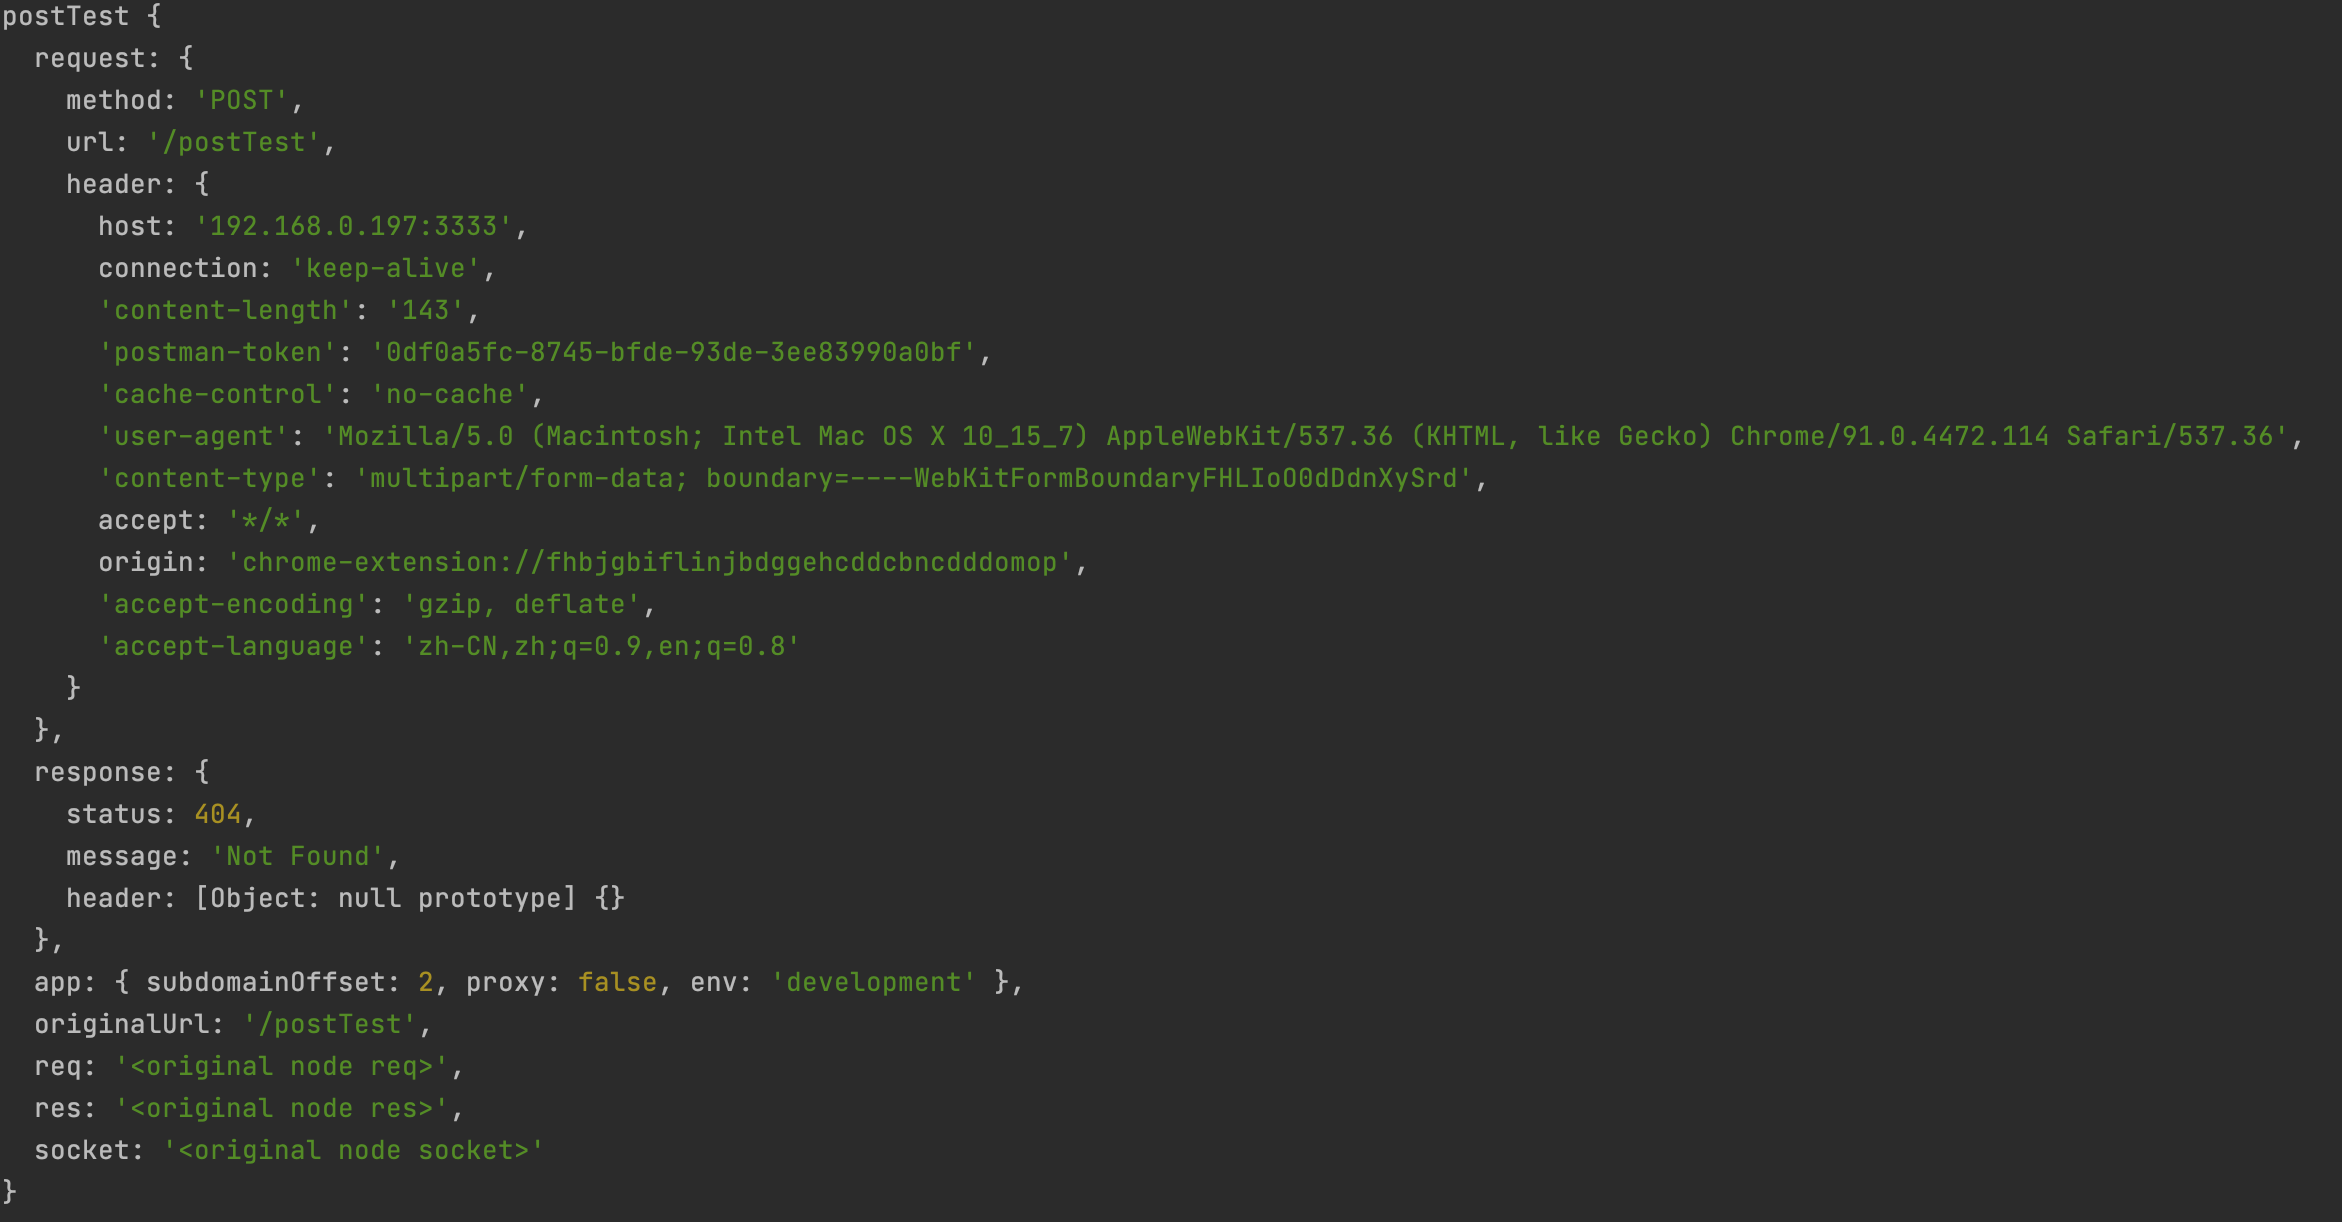 postTest {
  request: {
    method: 'POST',
    url: '/postTest',
    header: {
      host: '192.168.0.197:3333',
      connection: 'keep-alive',
      'content-length': '143',
      'postman-token': '0df0a5fc-8745-bfde-93de-3ee83990a0bf',
      'cache-control': 'no-cache',
      'user-agent': 'Mozilla/5.0 (Macintosh; Intel Mac OS X 10_15_7) AppleWebKit/537.36 (KHTML, like Gecko) Chrome/91.0.4472.114 Safari/537.36',
      'content-type': 'multipart/form-data; boundary=----WebKitFormBoundaryFHLIoO0dDdnXySrd',
      accept: '*/*',
      origin: 'chrome-extension://fhbjgbiflinjbdggehcddcbncdddomop',
      'accept-encoding': 'gzip, deflate',
      'accept-language': 'zh-CN,zh;q=0.9,en;q=0.8'
    }
  },
  response: {
    status: 404,
    message: 'Not Found',
    header: [Object: null prototype] {}
  },
  app: { subdomainOffset: 2, proxy: false, env: 'development' },
  originalUrl: '/postTest',
  req: '<original node req>',
  res: '<original node res>',
  socket: '<original node socket>'
}